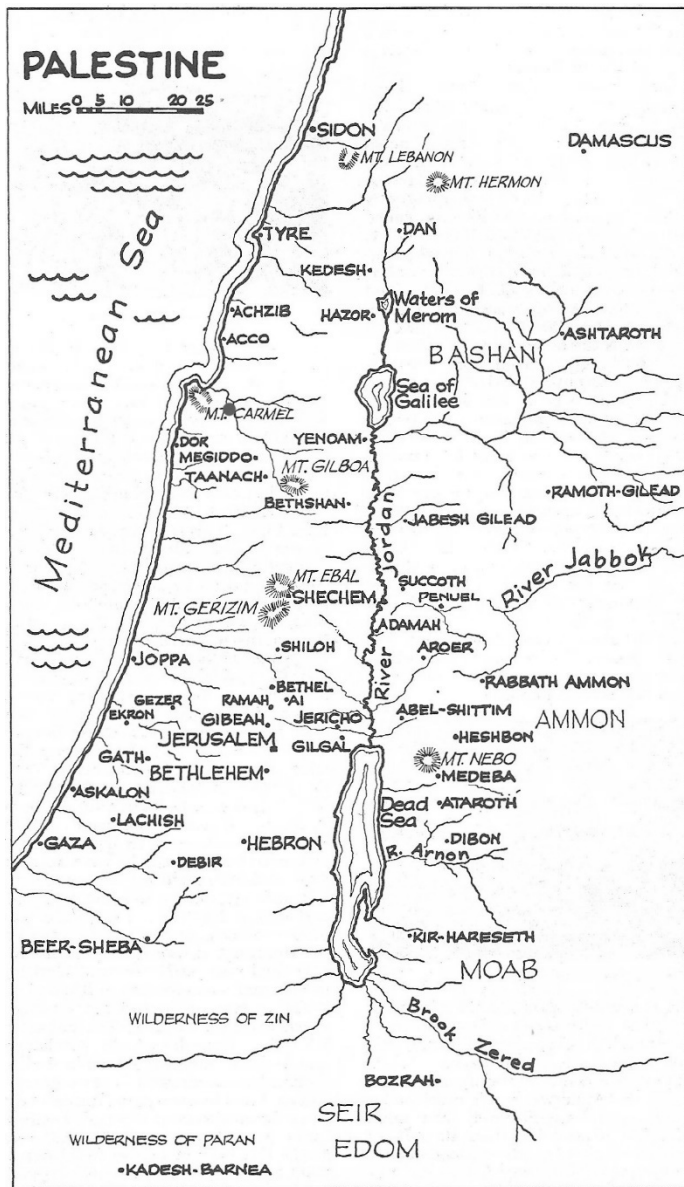 PALESTINE
MILES 0 5 10 20 25
SIDON
MT. LEBANON
DAMASCUS
MT. HERMON
TYRE
DAN
KEDESH
Waters of
Merom
HAZOR
ACHZIB
ACCO
ASHTAROTH
BASHAN
Mediterranean Sea
Sea of
Galilee
MT. CARMEL
DOR
YENOAM
MEGIDDO
MT. GILBOA
TAANACH
BETHSHAN
RAMOTH-GILEAD
JABESH GILEAD
River Jordan
River Jabbok
MT. EBAL
SHECHEM
SUCCOTH
PENUEL
MT. GERIZIM
ADAMAH
SHILOH
AROER
JOPPA
BETHEL
RABBATH AMMON
GEZER
RAMAH
AI
EKRON
GIBEAH
JERICHO
ABEL-SHITTIM
AMMON
JERUSALEM
GILGAL
HESHBON
GATH
MT. NEBO
BETHLEHEM
MEDEBA
ASKALON
Dead
Sea
ATAROTH
LACHISH
GAZA
HEBRON
DIBON
DEBIR
R. Arnon
BEER-SHEBA
KIR-HARESETH
MOAB
WILDERNESS OF ZIN
Brook Zered
BOZRAH
SEIR
EDOM
WILDERNESS OF PARAN
KADESH-BARNEA